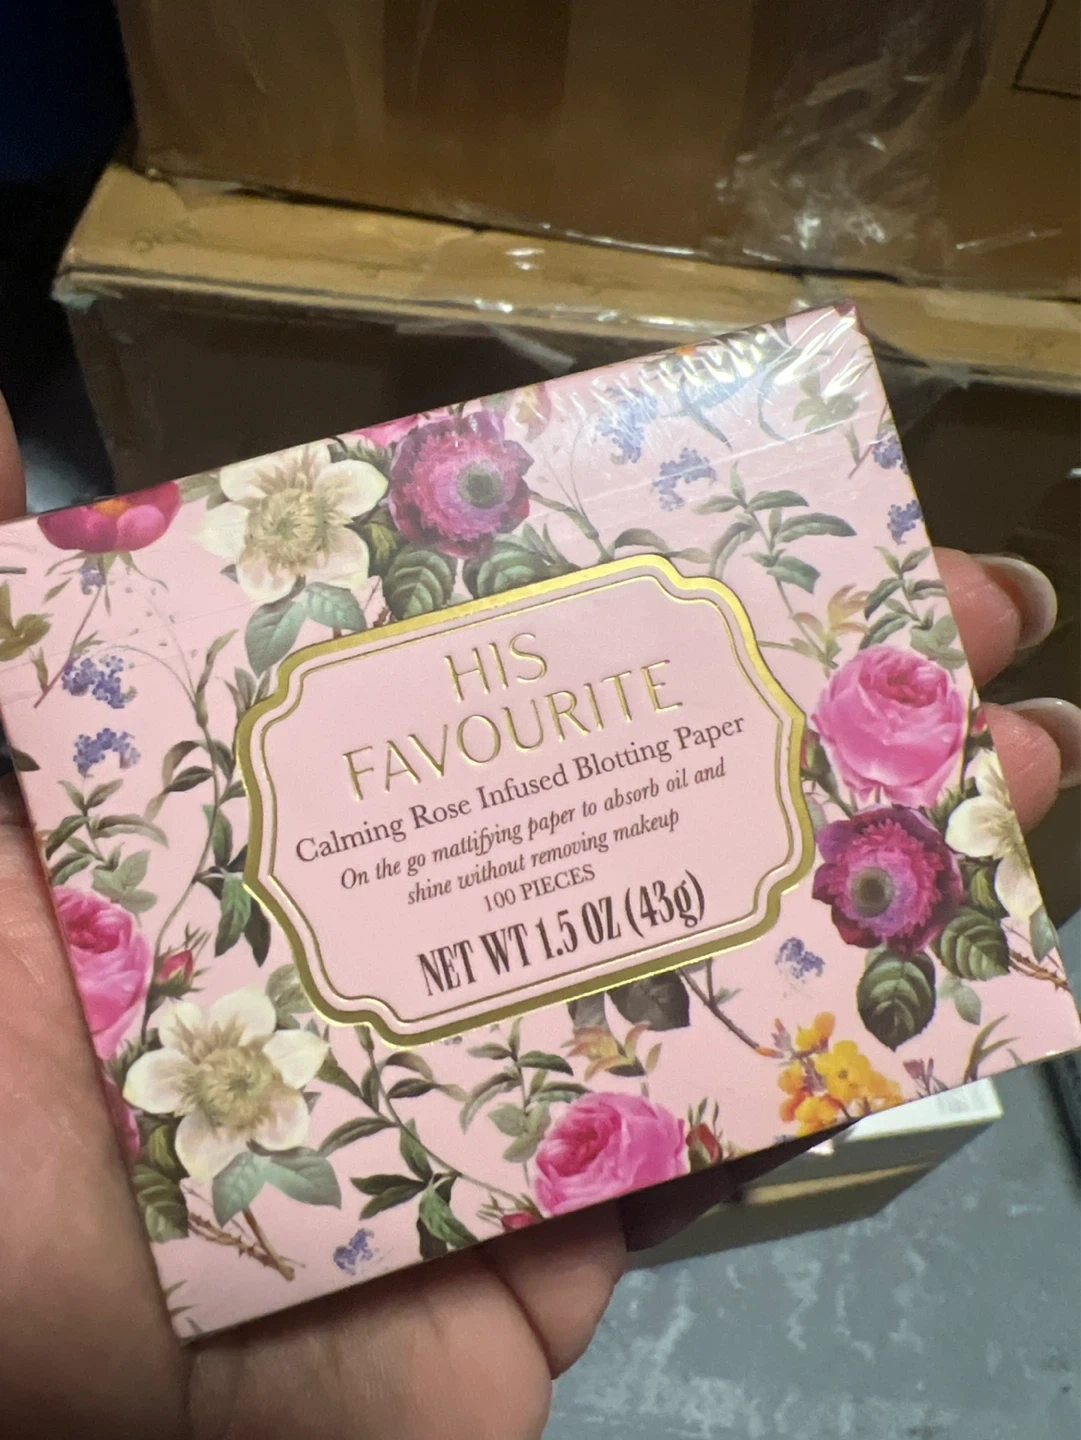 HIS
FAVOURITE
Calming Rose Infused Blotting Paper
On the go mattifying paper to absorb oil and
shine without removing makeup
100 PIECES
NET WT 1.5 OZ (43g)